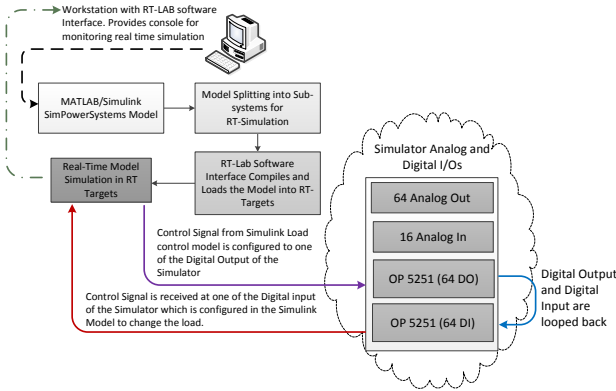 Workstation with RT-LAB software
Interface. Provides console for
monitoring real time simulation
MATLAB/Simulink
SimPowerSystems Model
Model Splitting into Sub-
systems for
RT-Simulation
Real-Time Model
Simulation in RT
Targets
RT-Lab Software
Interface Compiles and
Loads the Model into RT-
Targets
Simulator Analog and
Digital I/Os
64 Analog Out
16 Analog In
OP 5251 (64 DO)
OP 5251 (64 DI)
Control Signal from Simulink Load
control model is configured to one
of the Digital Output of the
Simulator
Control Signal is received at one of the Digital input
of the Simulator which is configured in the Simulink
Model to change the load.
Digital Output
and Digital
Input are
looped back